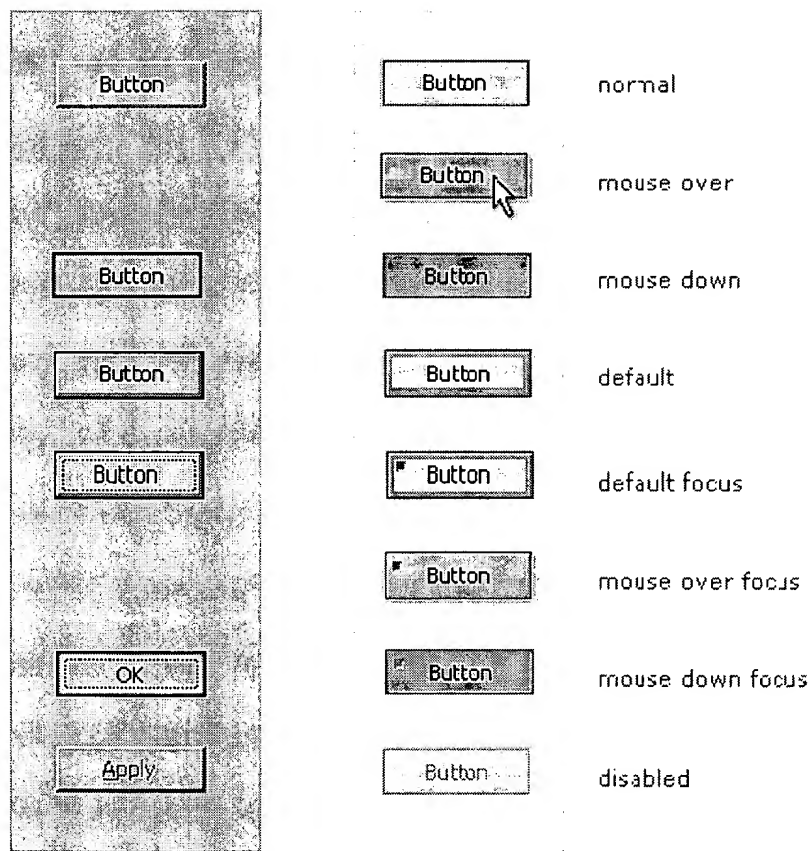 Button Button normal
Button mouse over
Button Button mouse down
Button Button default
Button Button default focus
Button mouse over focus
OK Button mouse down focus
Apply Button disabled